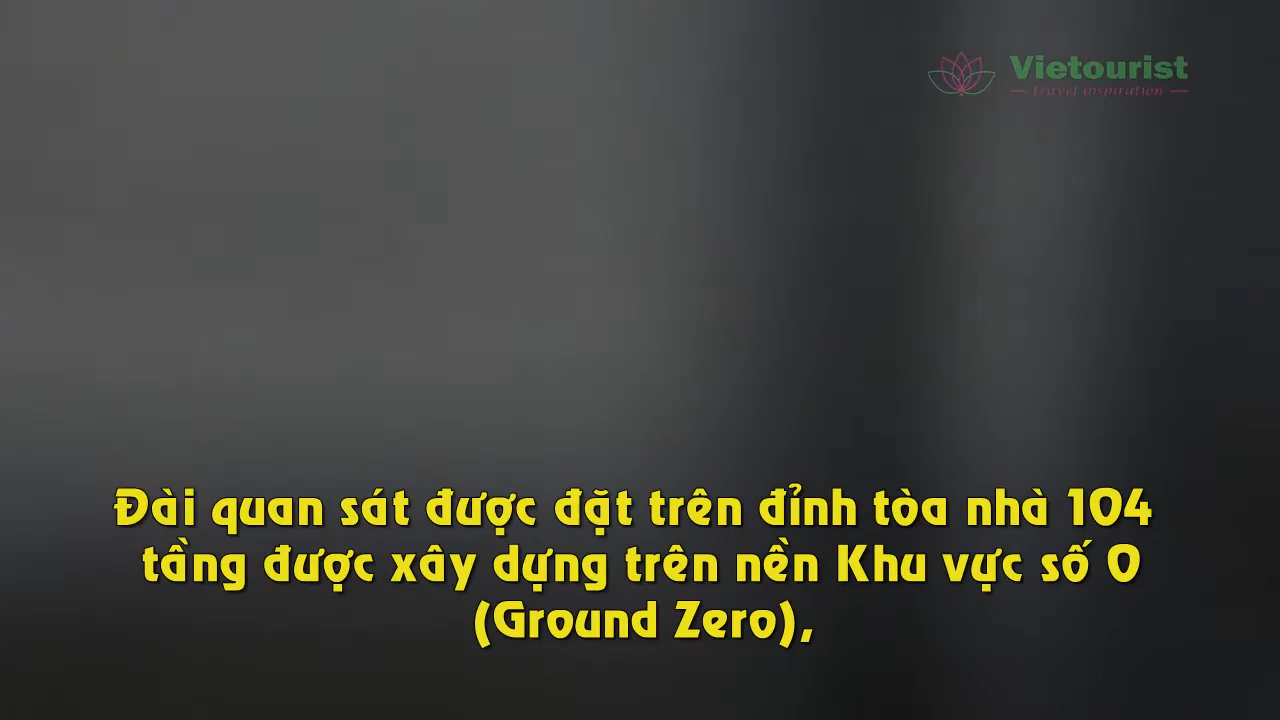 Vietourist
Travel inspiration
Đài quan sát được đặt trên đỉnh tòa nhà 104
tầng được xây dựng trên nền Khu vực số 0
(Ground Zero),